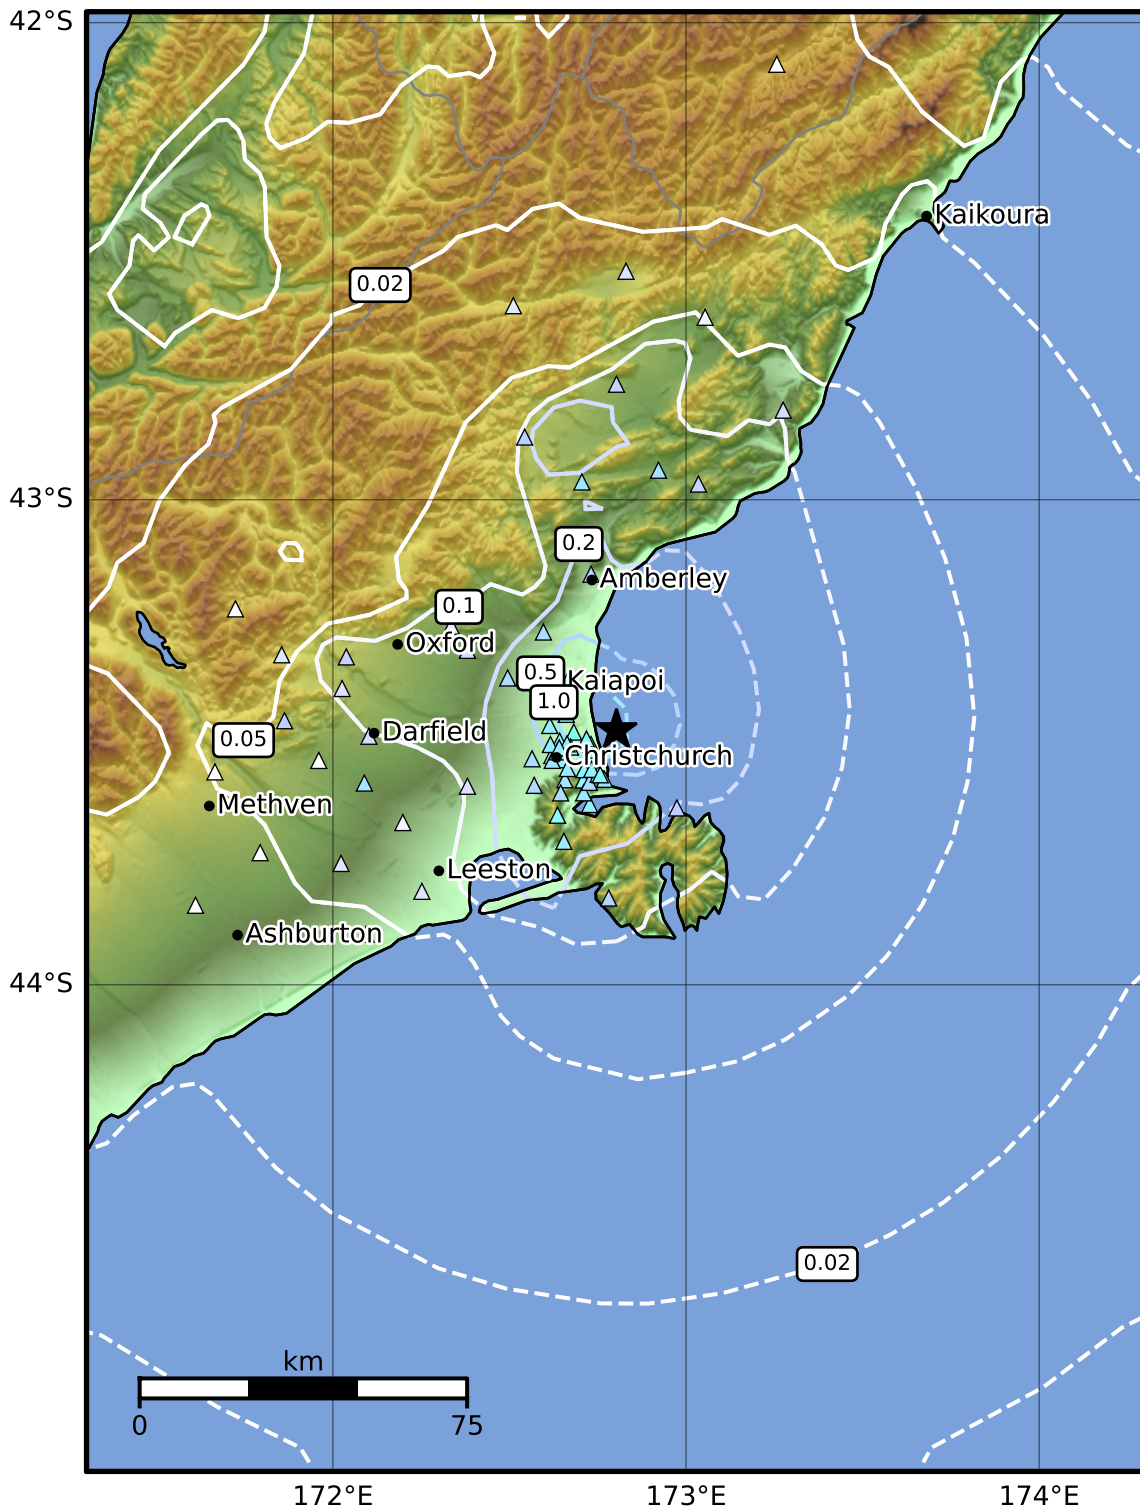 42°S
Kaikoura
0.02
43°S
0.2
Amberley
0.1
Oxford
0.5
Kaiapoi
1.0
0.05
Darfield
Christchurch
Methven
Leeston
Ashburton
44°S
0.02
km
0
75
172°E
173°E
174°E